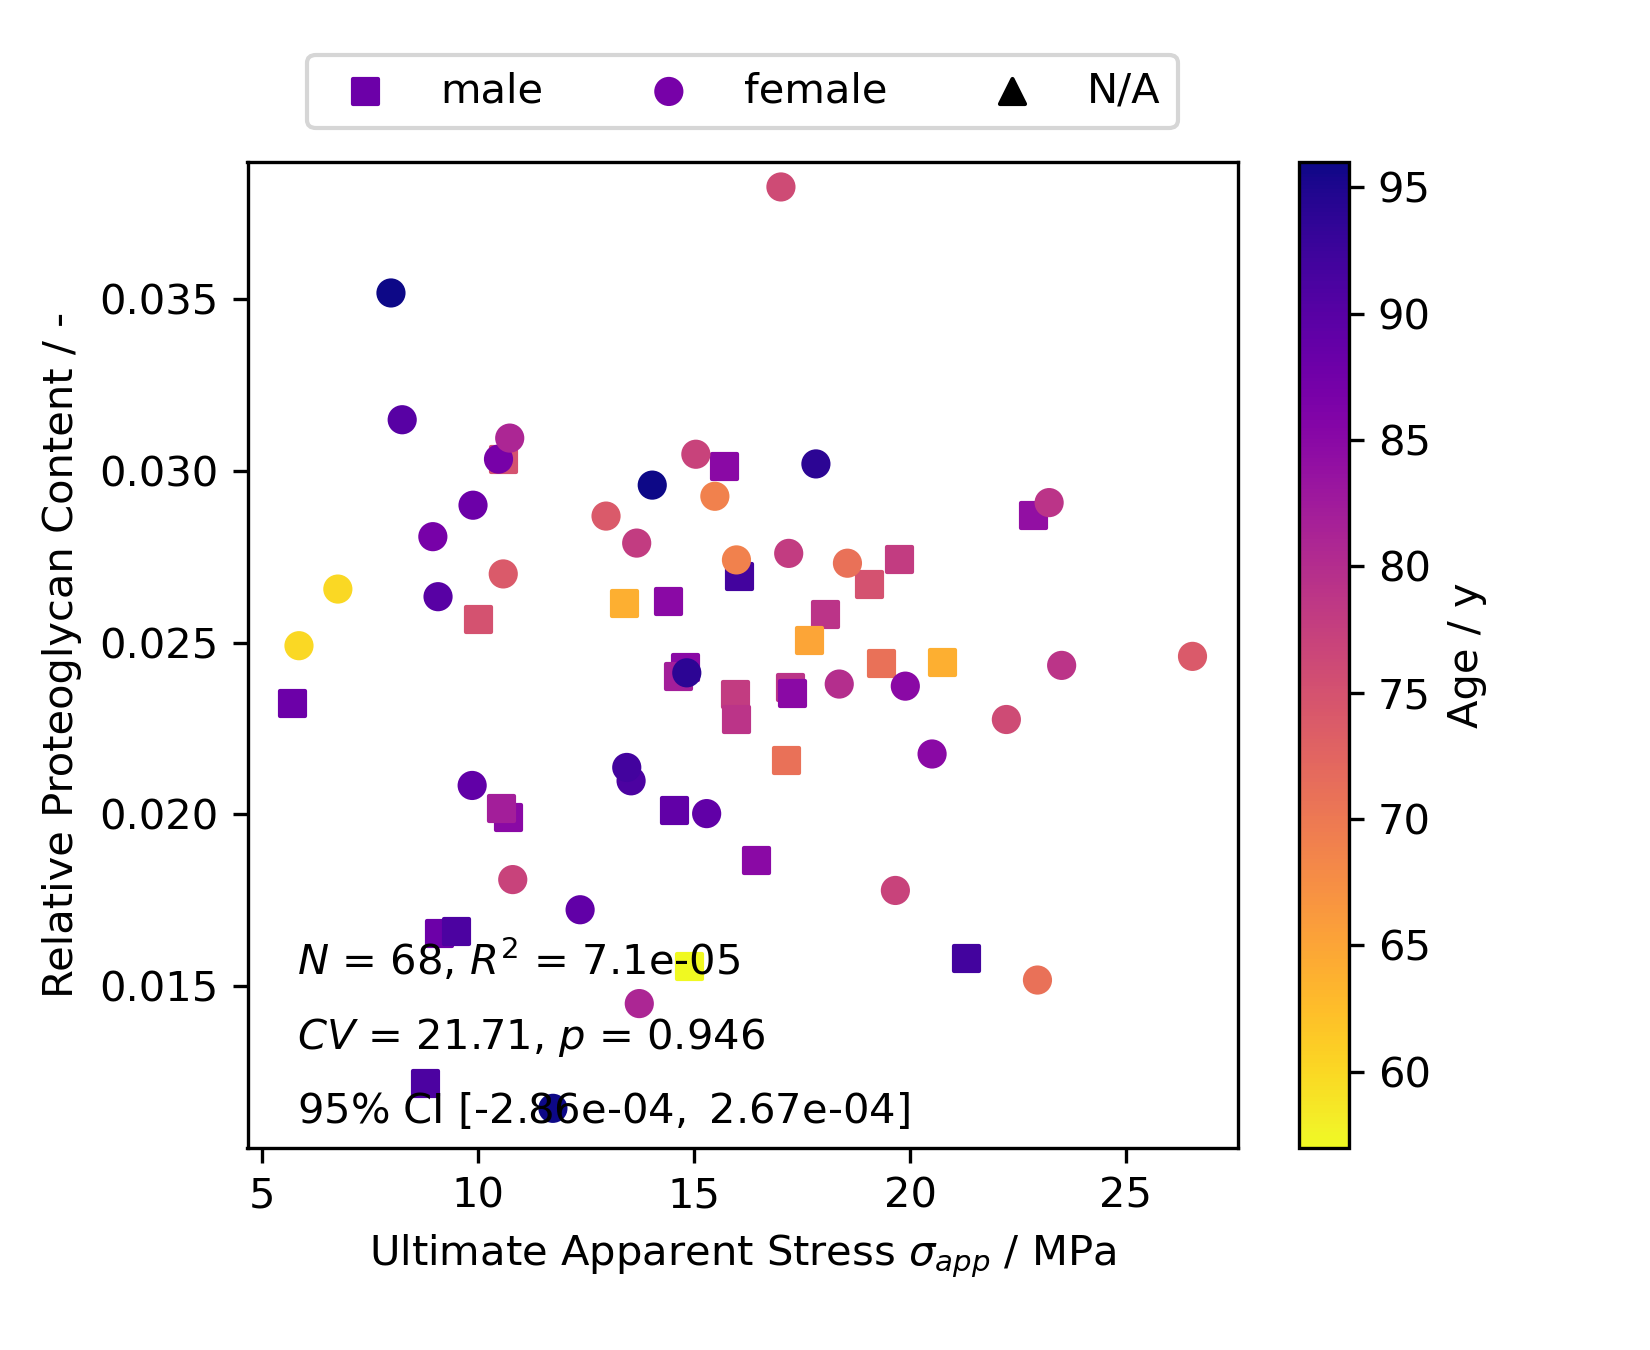 male female N/A
0.035
0.030
0.025
0.020
0.015
Relative Proteoglycan Content / -
N = 68, R² = 7.1e-05
CV = 21.71, p = 0.946
95% CI [-2.86e-04, 2.67e-04]
5 10 15 20 25
Ultimate Apparent Stress σapp / MPa
95
90
85
80
75
70
65
60
Age / y